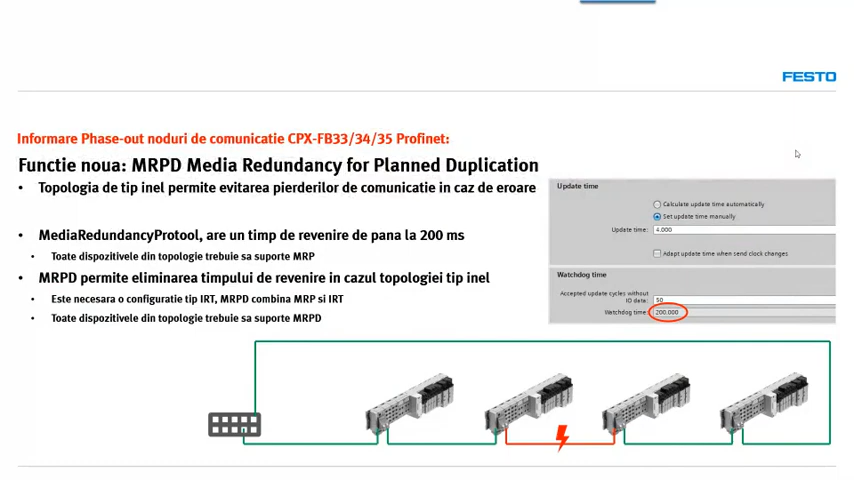 FESTO
Informare Phase-out noduri de comunicatie CPX-FB33/34/35 Profinet:
Functie noua: MRPD Media Redundancy for Planned Duplication
• Topologia de tip inel permite evitarea pierderilor de comunicatie in caz de eroare
• MediaRedundancyProtool, are un timp de revenire de pana la 200 ms
• Toate dispozitivele din topologie trebuie sa suporte MRP
• MRPD permite eliminarea timpului de revenire in cazul topologiei tip inel
• Este necesara o configuratie tip IRT, MRPD combina MRP si IRT
• Toate dispozitivele din topologie trebuie sa suporte MRPD
Update time
Calculate update time automatically
Set update time manually
Update time: 4.000
Adapt update time when send clock changes
Watchdog time
Accepted update cycles without
IO data: 50
Watchdog time: 200.000